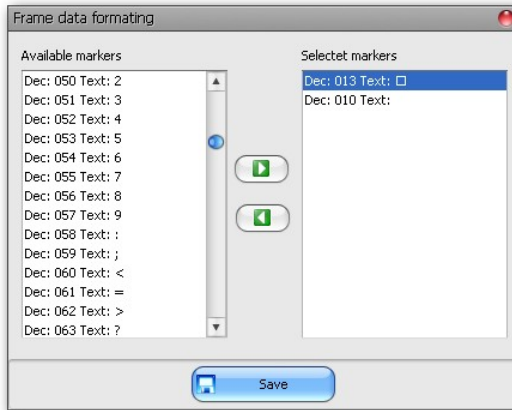 Frame data formating
Available markers
Dec: 050 Text: 2
Dec: 051 Text: 3
Dec: 052 Text: 4
Dec: 053 Text: 5
Dec: 054 Text: 6
Dec: 055 Text: 7
Dec: 056 Text: 8
Dec: 057 Text: 9
Dec: 058 Text: :
Dec: 059 Text: ;
Dec: 060 Text: <
Dec: 061 Text: =
Dec: 062 Text: >
Dec: 063 Text: ?
Selectet markers
Dec: 013 Text: □
Dec: 010 Text:
Save